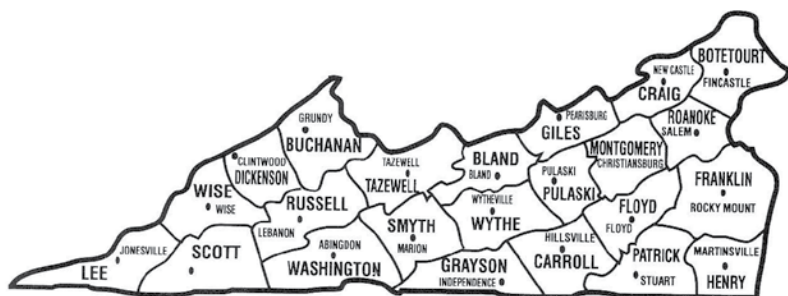 BOTETOURT
NEW CASTLE
FINCASTLE
CRAIG
GRUNDY
PEARISBURG
ROANOKE
GILES
SALEM
BUCHANAN
MONTGOMERY
CLINTWOOD
TAZEWELL
BLAND
CHRISTIANSBURG
DICKENSON
BLAND
PULASKI
FRANKLIN
WISE
TAZEWELL
PULASKI
WISE
RUSSELL
WYTHEVILLE
FLOYD
ROCKY MOUNT
SMYTH
WYTHE
FLOYD
LEBANON
ABINGDON
MARION
HILLSVILLE
JONESVILLE
SCOTT
WASHINGTON
GRAYSON
CARROLL
PATRICK
MARTINSVILLE
LEE
INDEPENDENCE
STUART
HENRY